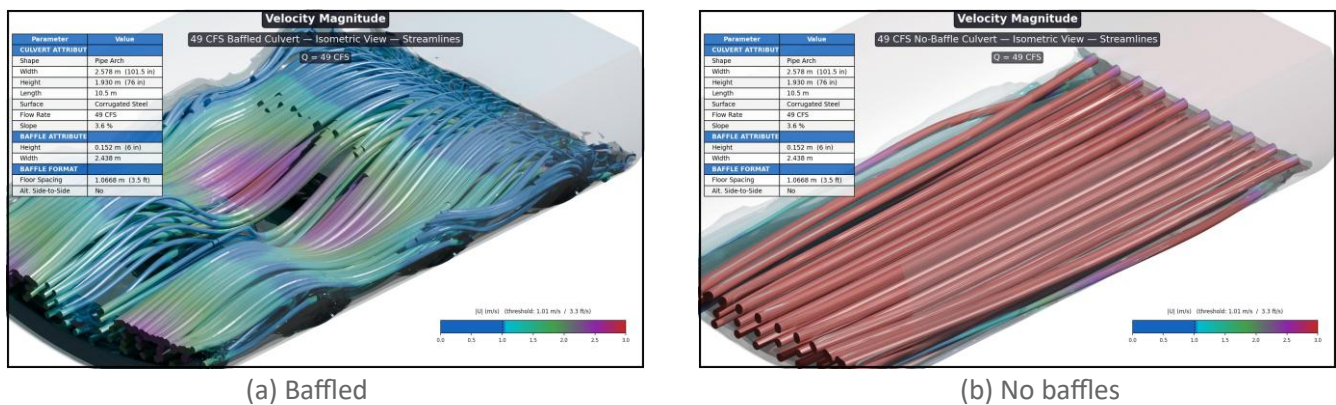 Velocity Magnitude
49 CFS Baffled Culvert — Isometric View — Streamlines
Q = 49 CFS
Parameter Value
CULVERT ATTRIBUT
Shape Pipe Arch
Width 2.578 m (101.5 in)
Height 1.930 m (76 in)
Length 10.5 m
Surface Corrugated Steel
Flow Rate 49 CFS
Slope 3.6 %
BAFFLE ATTRIBUTE
Height 0.152 m (6 in)
Width 2.438 m
BAFFLE FORMAT
Floor Spacing 1.0668 m (3.5 ft)
Alt. Side-to-Side No
|U| (m/s) (threshold: 1.01 m/s / 3.3 ft/s)
0.0 0.5 1.0 1.5 2.0 2.5 3.0
(a) Baffled
Velocity Magnitude
49 CFS No-Baffle Culvert — Isometric View — Streamlines
Q = 49 CFS
Parameter Value
CULVERT ATTRIBUT
Shape Pipe Arch
Width 2.578 m (101.5 in)
Height 1.930 m (76 in)
Length 10.5 m
Surface Corrugated Steel
Flow Rate 49 CFS
Slope 3.6 %
BAFFLE ATTRIBUTE
Height 0.152 m (6 in)
Width 2.438 m
BAFFLE FORMAT
Floor Spacing 1.0668 m (3.5 ft)
Alt. Side-to-Side No
|U| (m/s) (threshold: 1.01 m/s / 3.3 ft/s)
0.0 0.5 1.0 1.5 2.0 2.5 3.0
(b) No baffles